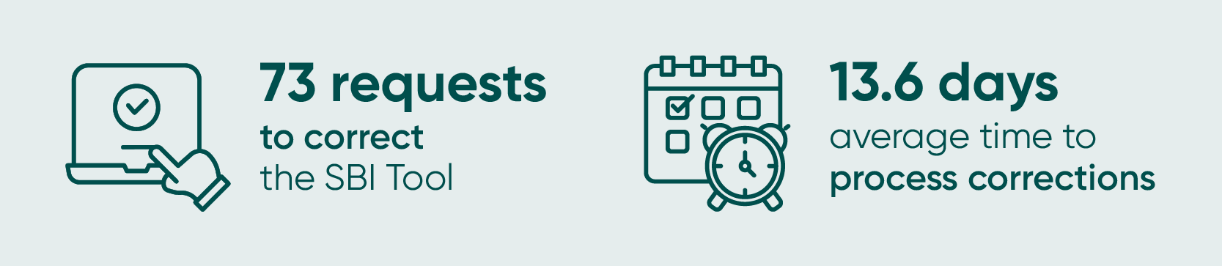 73 requests
to correct
the SBI Tool
13.6 days
average time to
process corrections